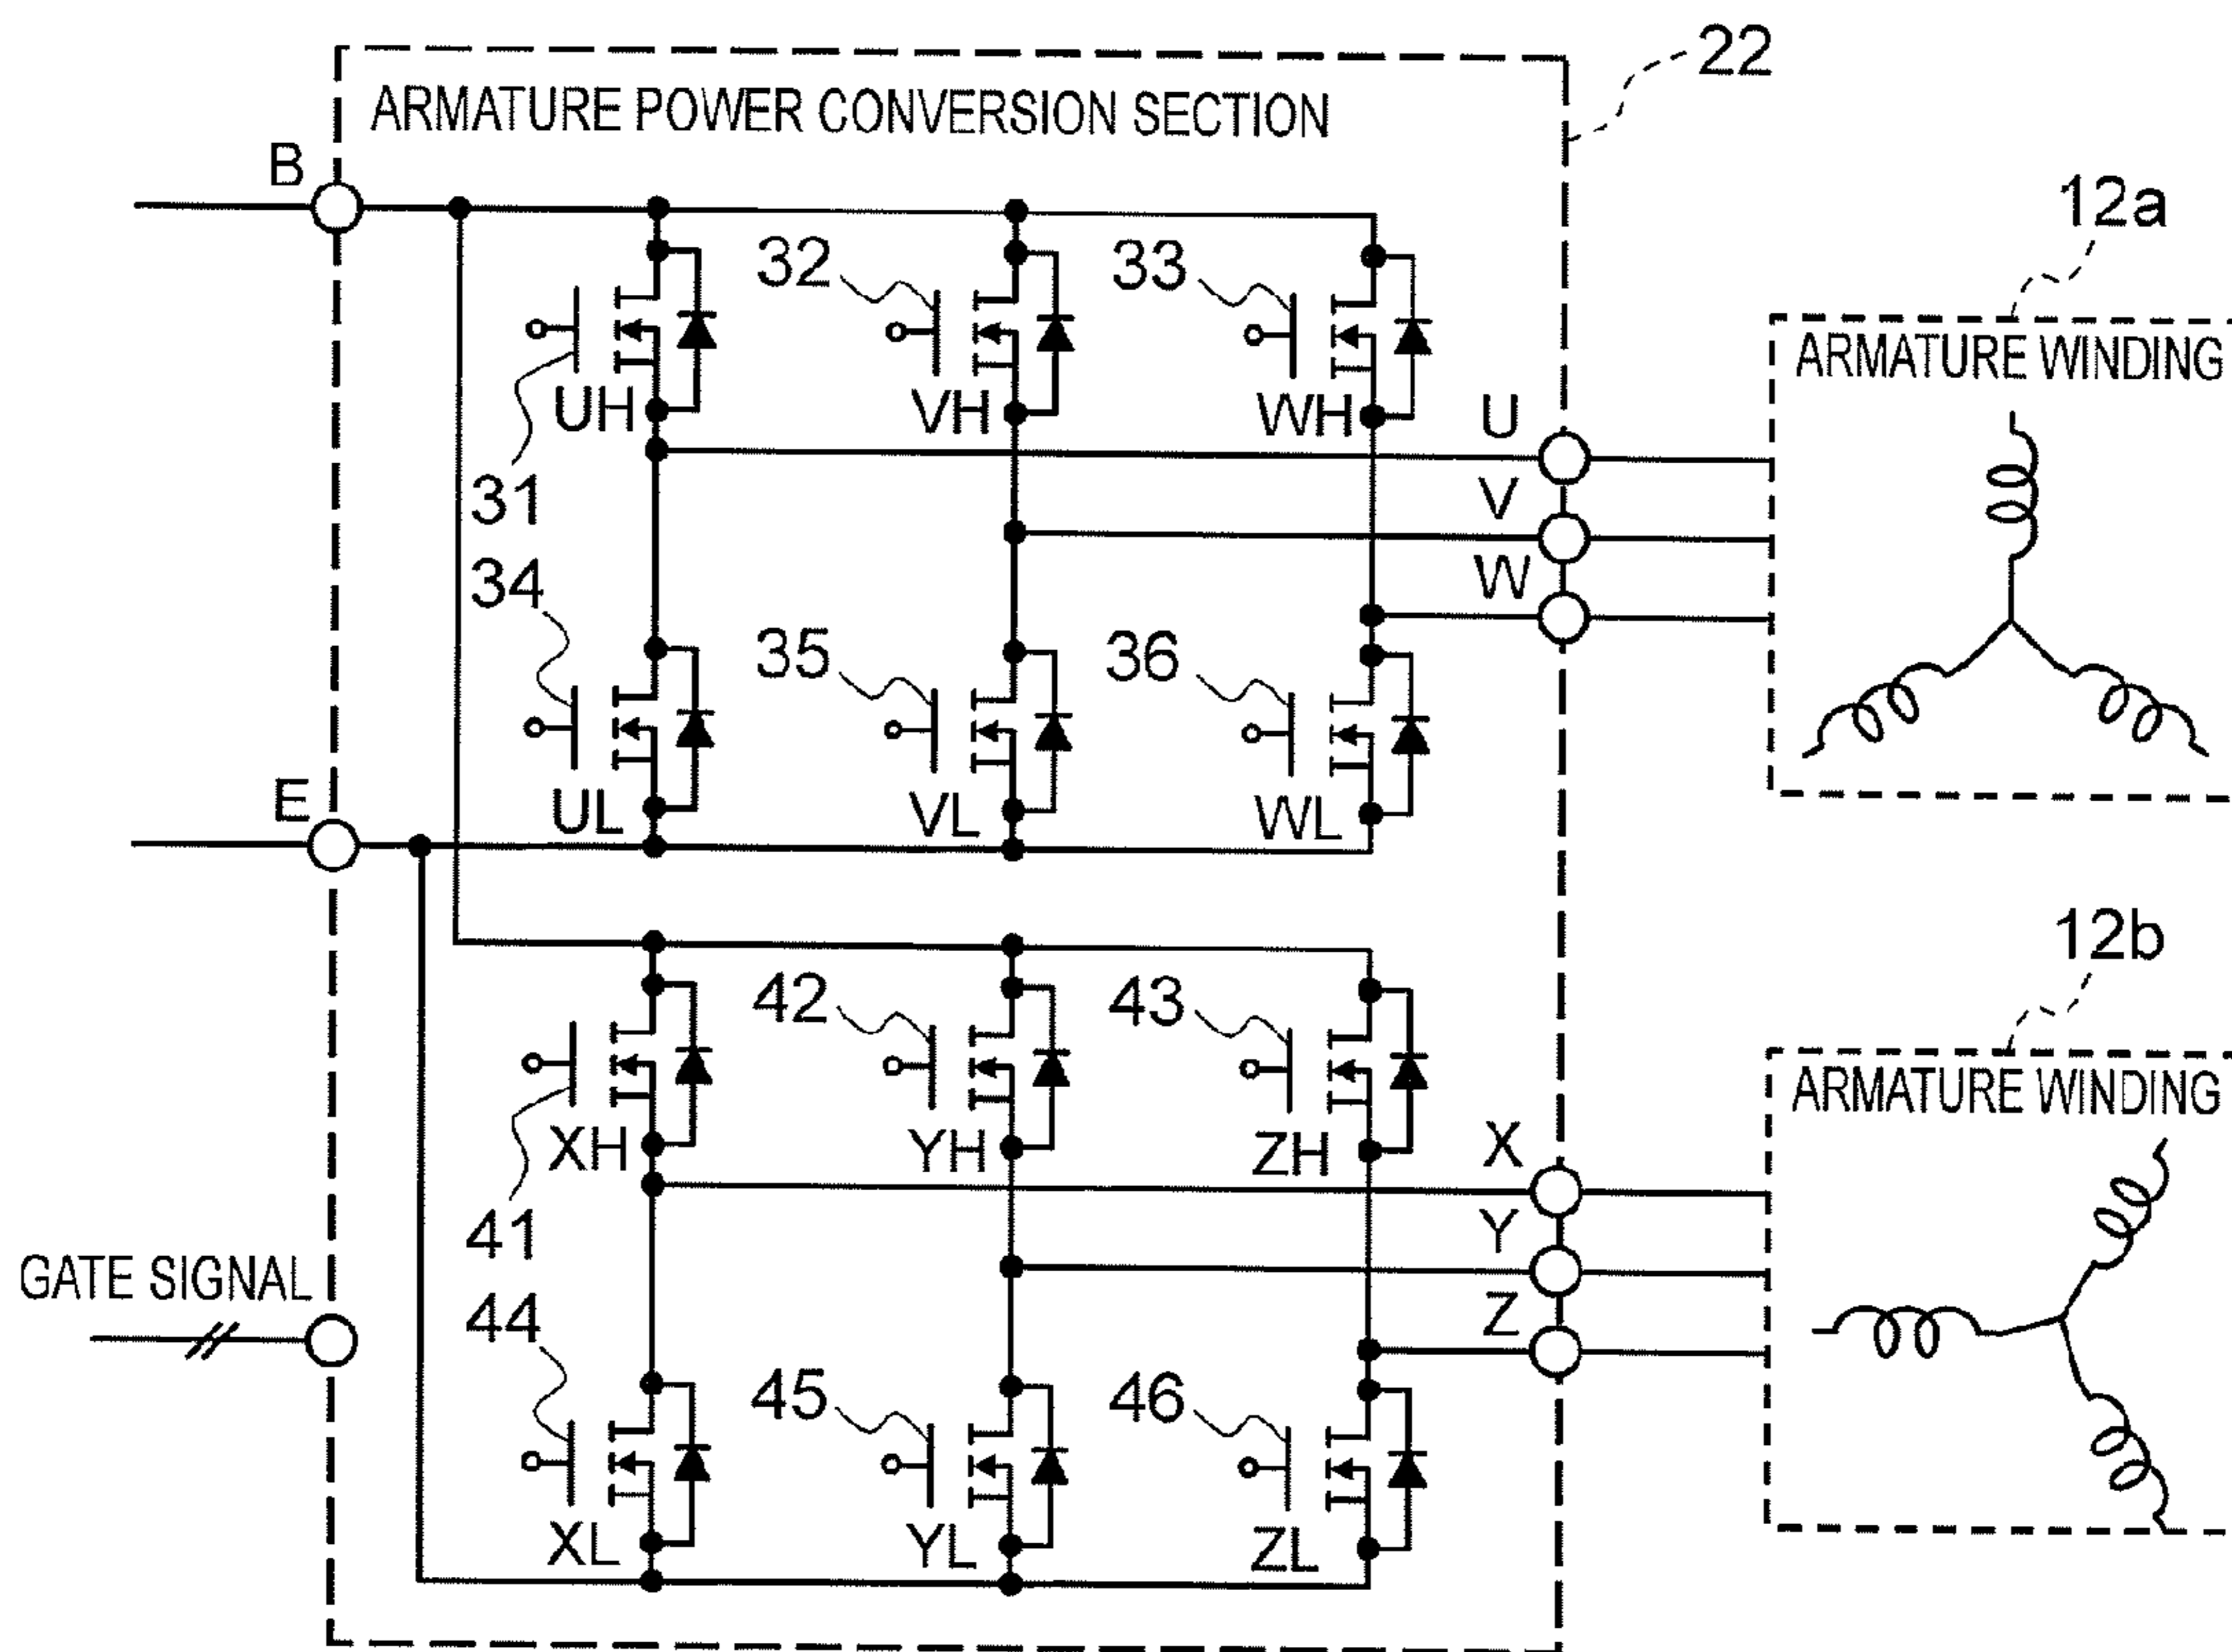 22
ARMATURE POWER CONVERSION SECTION
B
12a
32
33
ARMATURE WINDING
UH
VH
WH
U
31
V
34
W
35
36
E
UL
VL
WL
12b
42
43
ARMATURE WINDING
XH
YH
ZH
X
41
Y
GATE SIGNAL
44
Z
45
46
XL
YL
ZL